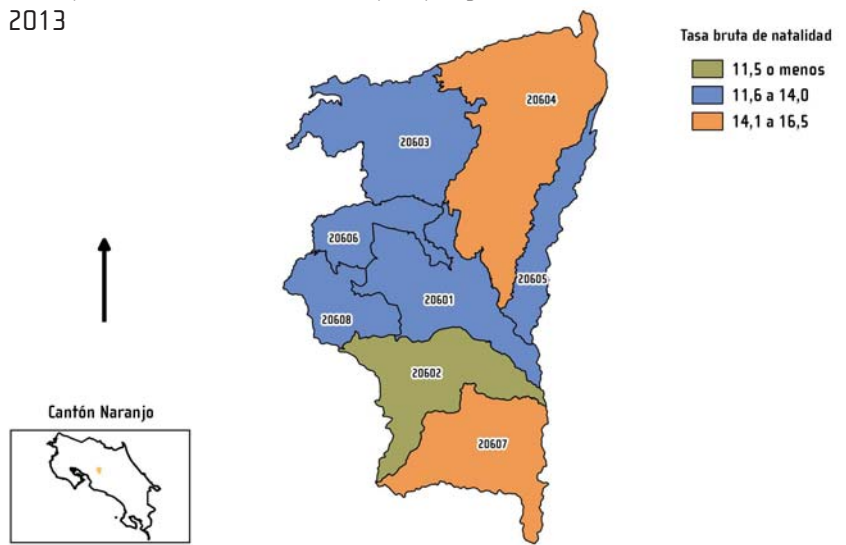 2013
Tasa bruta de natalidad
11,5 o menos
11,6 a 14,0
14,1 a 16,5
20604
20603
20606
20605
20601
20608
20602
20607
Cantón Naranjo